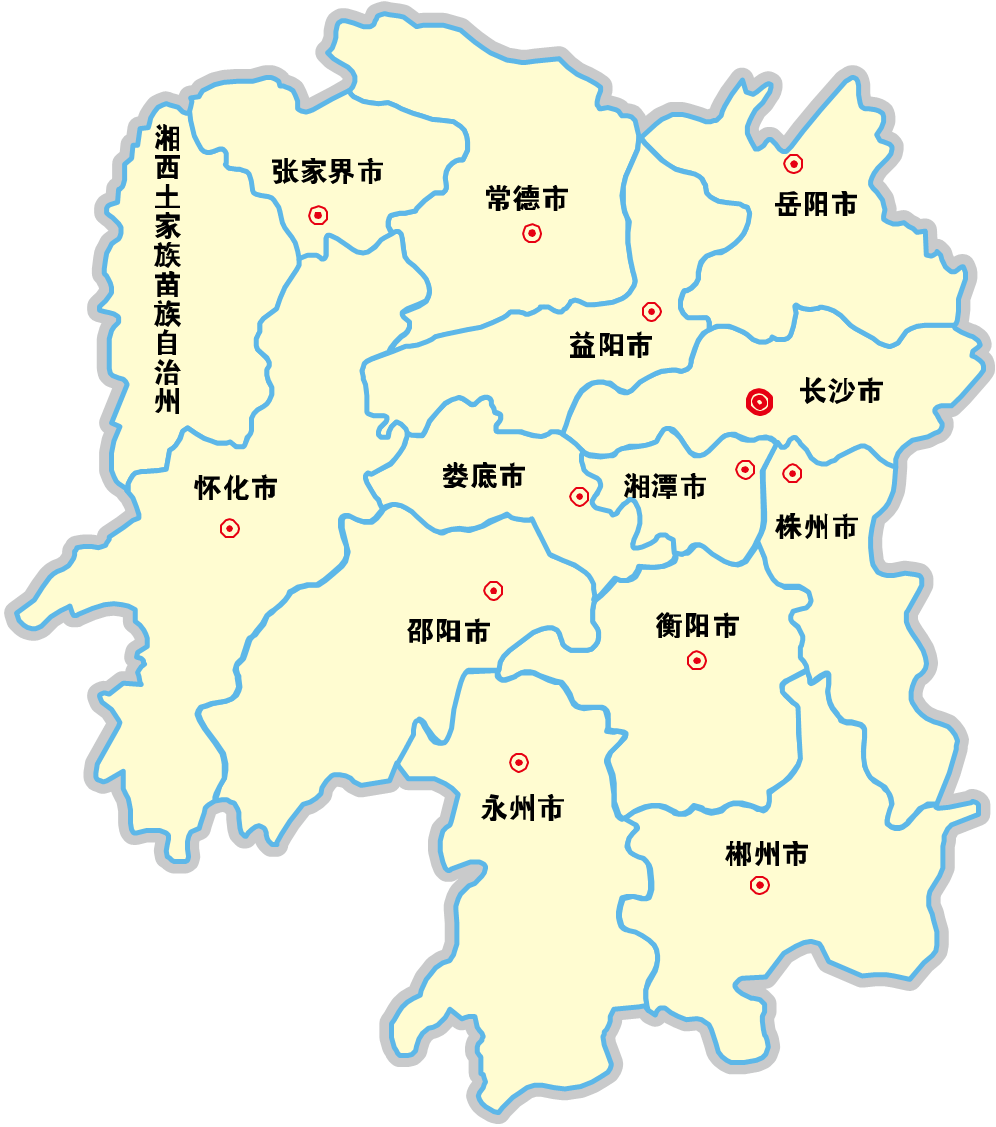 湘西土家族苗族自治州
张家界市
常德市
岳阳市
益阳市
长沙市
怀化市
娄底市
湘潭市
株州市
邵阳市
衡阳市
永州市
郴州市